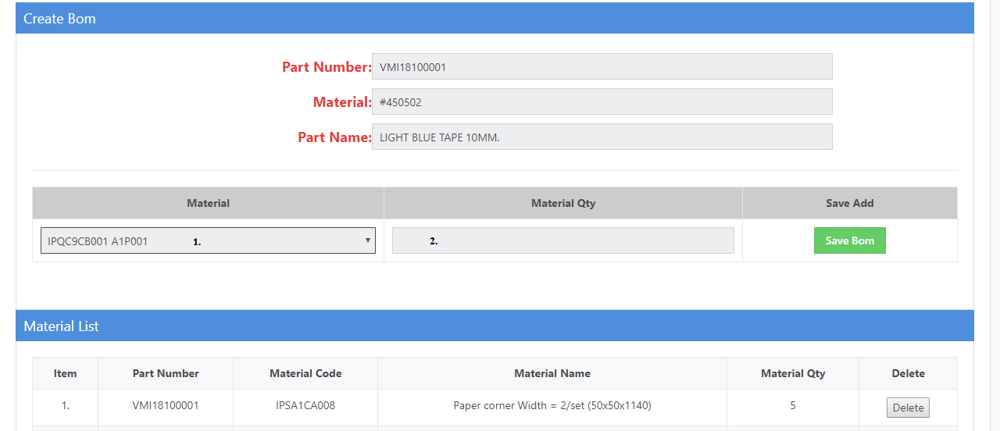 Create Bom
Part Number: VMI18100001
Material: #450502
Part Name: LIGHT BLUE TAPE 10MM.
Material Material Qty Save Add
IPQC9CB001 A1P001 1. 2. Save Bom
Material List
Item Part Number Material Code Material Name Material Qty Delete
1. VMI18100001 IPSA1CA008 Paper corner Width = 2/set (50x50x1140) 5 Delete